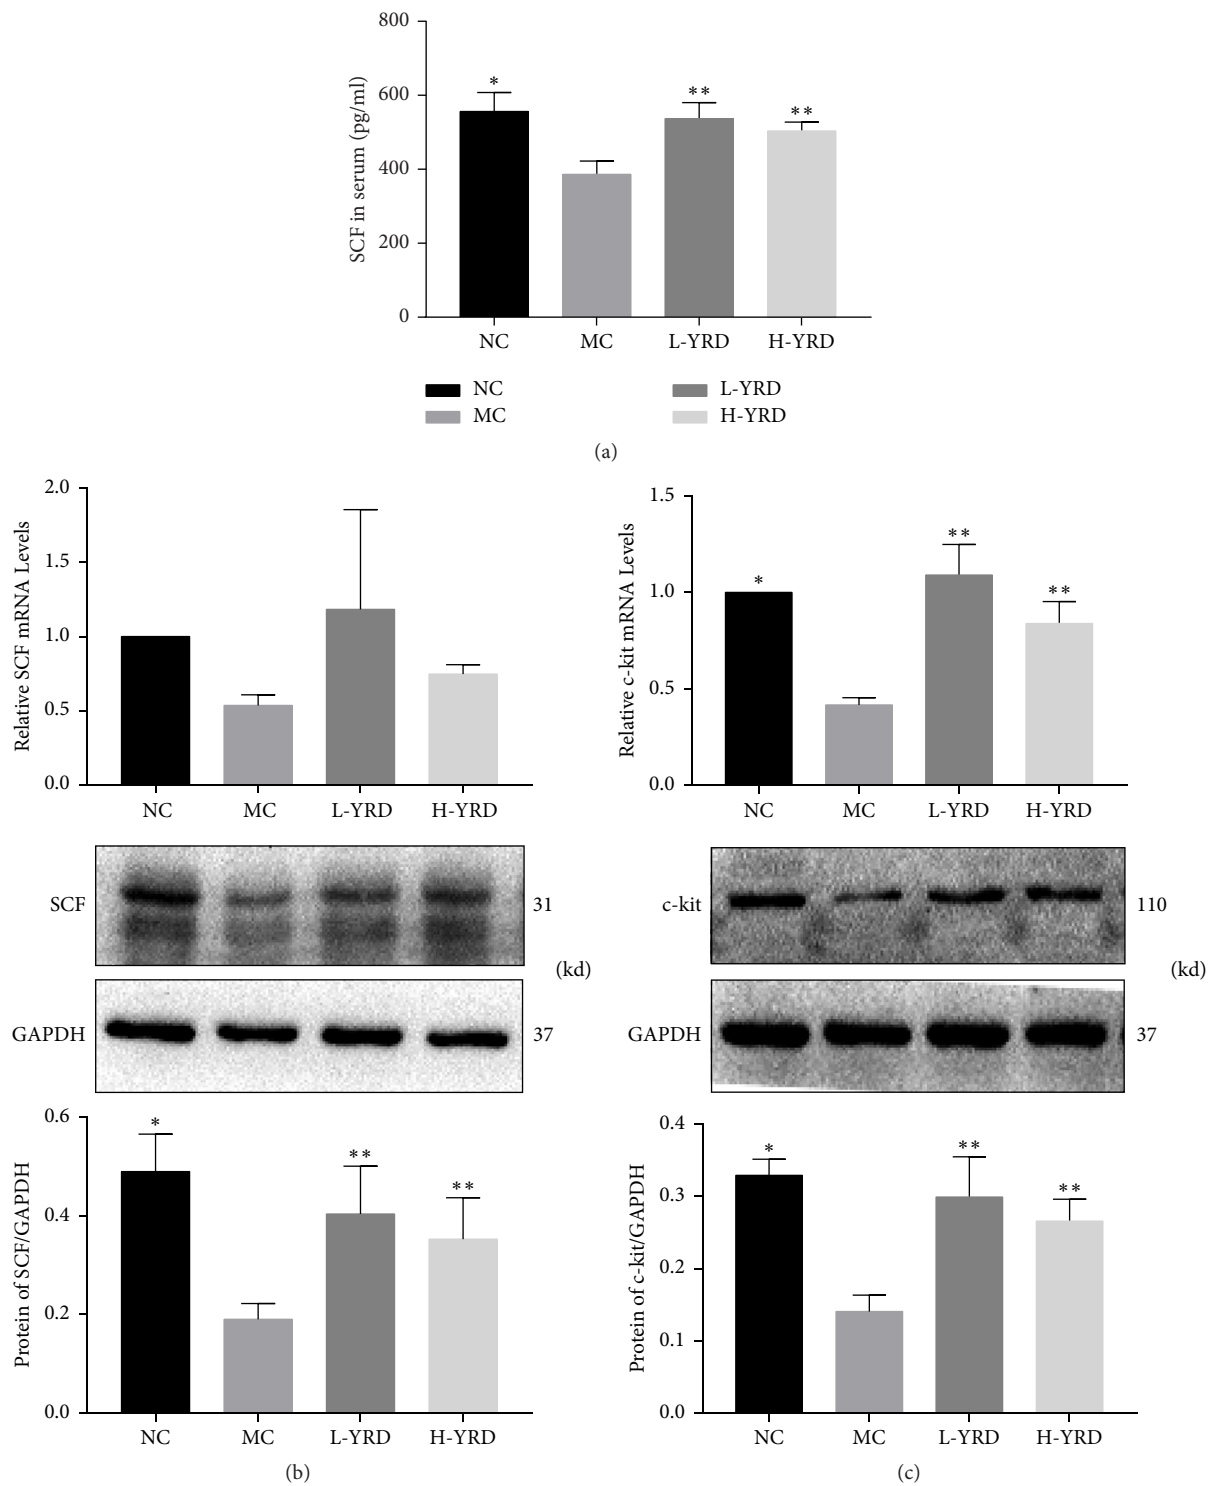 800
600
400
200
0
SCF in serum (pg/ml)
*
**
**
NC MC L-YRD H-YRD
NC L-YRD
MC H-YRD
(a)
2.0
1.5
1.0
0.5
0.0
Relative SCF mRNA Levels
NC MC L-YRD H-YRD
SCF 31
(kd)
GAPDH 37
0.6
0.4
0.2
0.0
Protein of SCF/GAPDH
*
**
**
NC MC L-YRD H-YRD
(b)
1.5
1.0
0.5
0.0
Relative c-kit mRNA Levels
*
**
**
NC MC L-YRD H-YRD
c-kit 110
(kd)
GAPDH 37
0.4
0.3
0.2
0.1
0.0
Protein of c-kit/GAPDH
*
**
**
NC MC L-YRD H-YRD
(c)